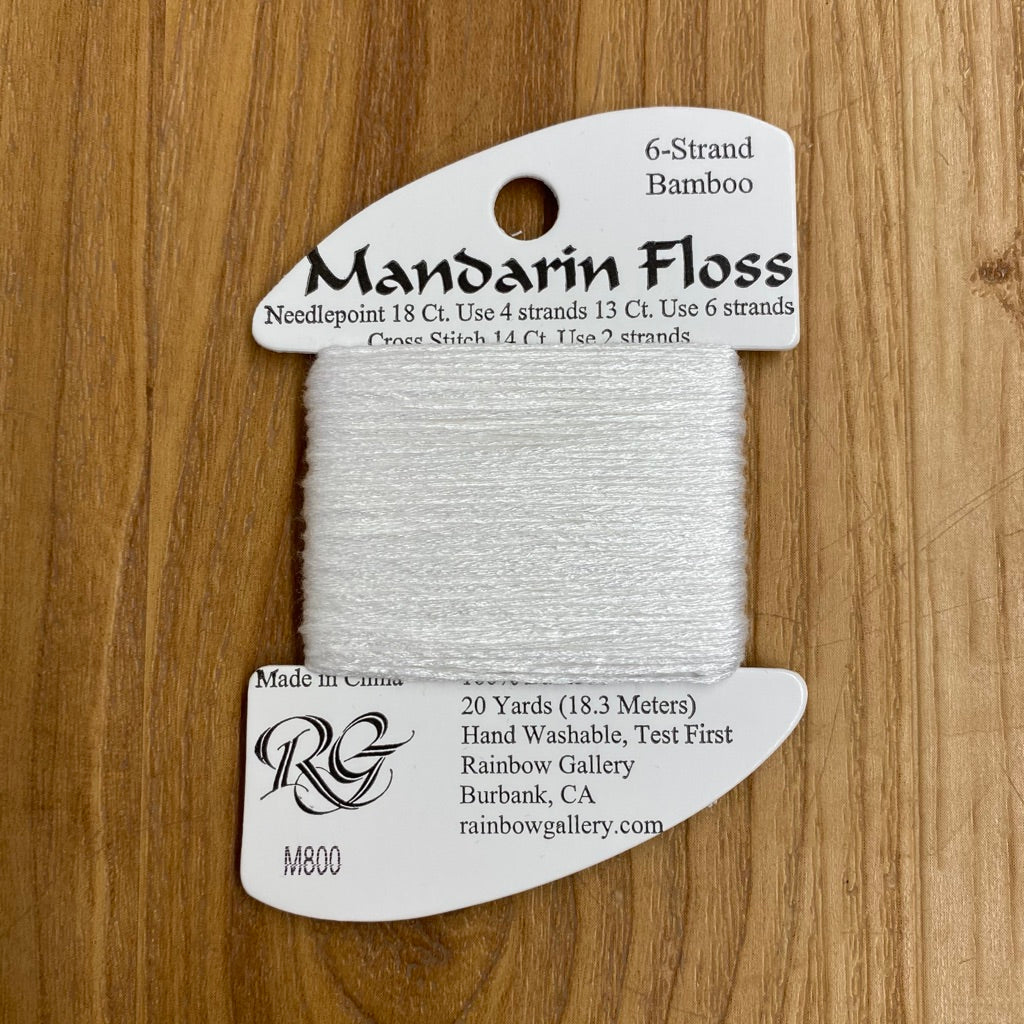 6-Strand
Bamboo
Mandarin Floss
Needlepoint 18 Ct. Use 4 strands 13 Ct. Use 6 strands
Cross Stitch 14 Ct. Use 2 strands
Made in China
20 Yards (18.3 Meters)
Hand Washable, Test First
Rainbow Gallery
Burbank, CA
rainbowgallery.com
RG
M800